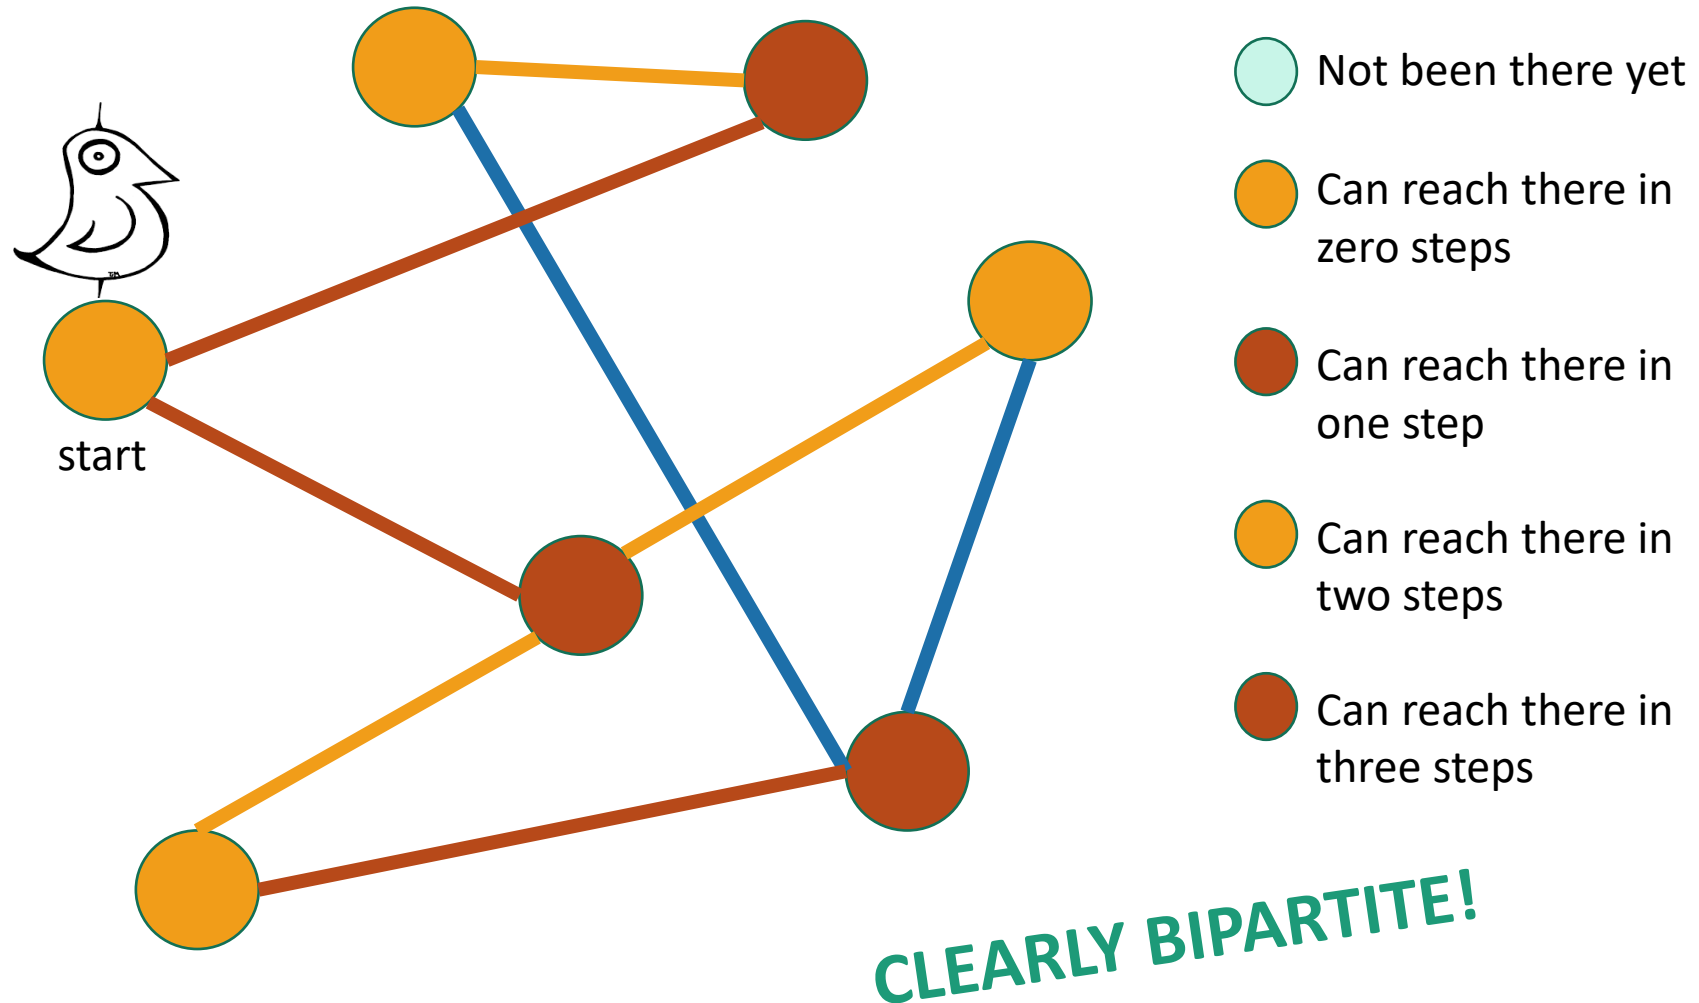 start
Not been there yet
Can reach there in
zero steps
Can reach there in
one step
Can reach there in
two steps
Can reach there in
three steps
CLEARLY BIPARTITE!